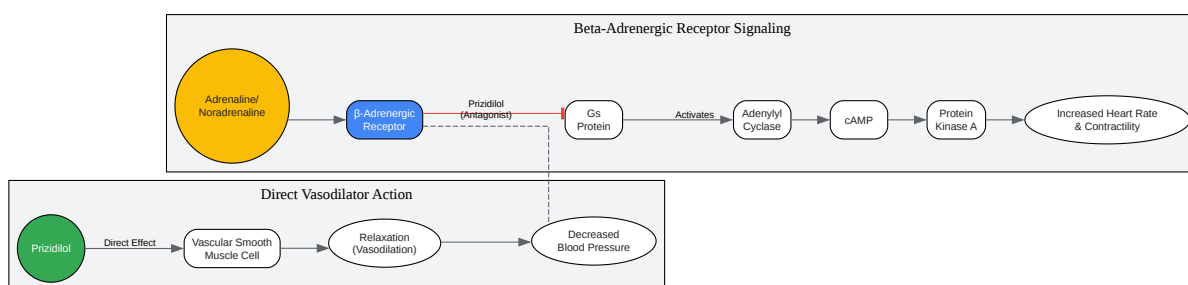 Beta-Adrenergic Receptor Signaling
Adrenaline/
Noradrenaline
β-Adrenergic
Receptor
Prizidilol
(Antagonist)
Gs
Protein
Activates
Adenylyl
Cyclase
cAMP
Protein
Kinase A
Increased Heart Rate
& Contractility
Direct Vasodilator Action
Prizidilol
Direct Effect
Vascular Smooth
Muscle Cell
Relaxation
(Vasodilation)
Decreased
Blood Pressure